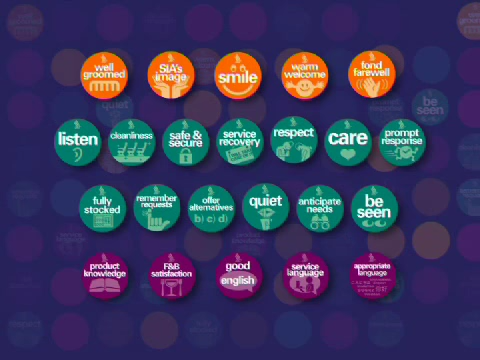 well
groomed
SIA's
image
smile
warm
welcome
fond
farewell
listen
cleanliness
safe &
secure
service
recovery
respect
care
prompt
response
fully
stocked
remember
requests
offer
alternatives
b) c) d)
quiet
anticipate
needs
be
seen
product
knowledge
F&B
satisfaction
good
english
service
language
appropriate
language
quiet
be
seen